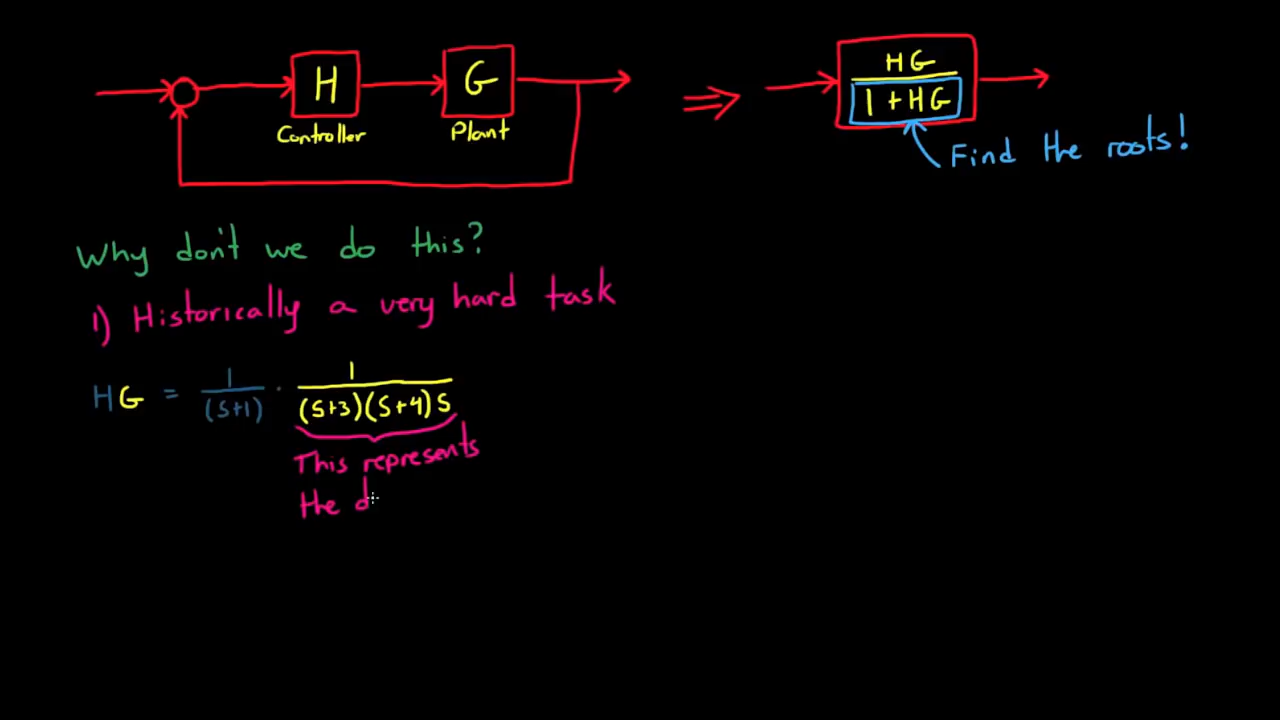 H
G
Controller
Plant
HG
1 + HG
Find the roots!
Why don't we do this?
1) Historically a very hard task
HG = 1/(S+1) · 1/((S+3)(S+4)S)
This represents
the d